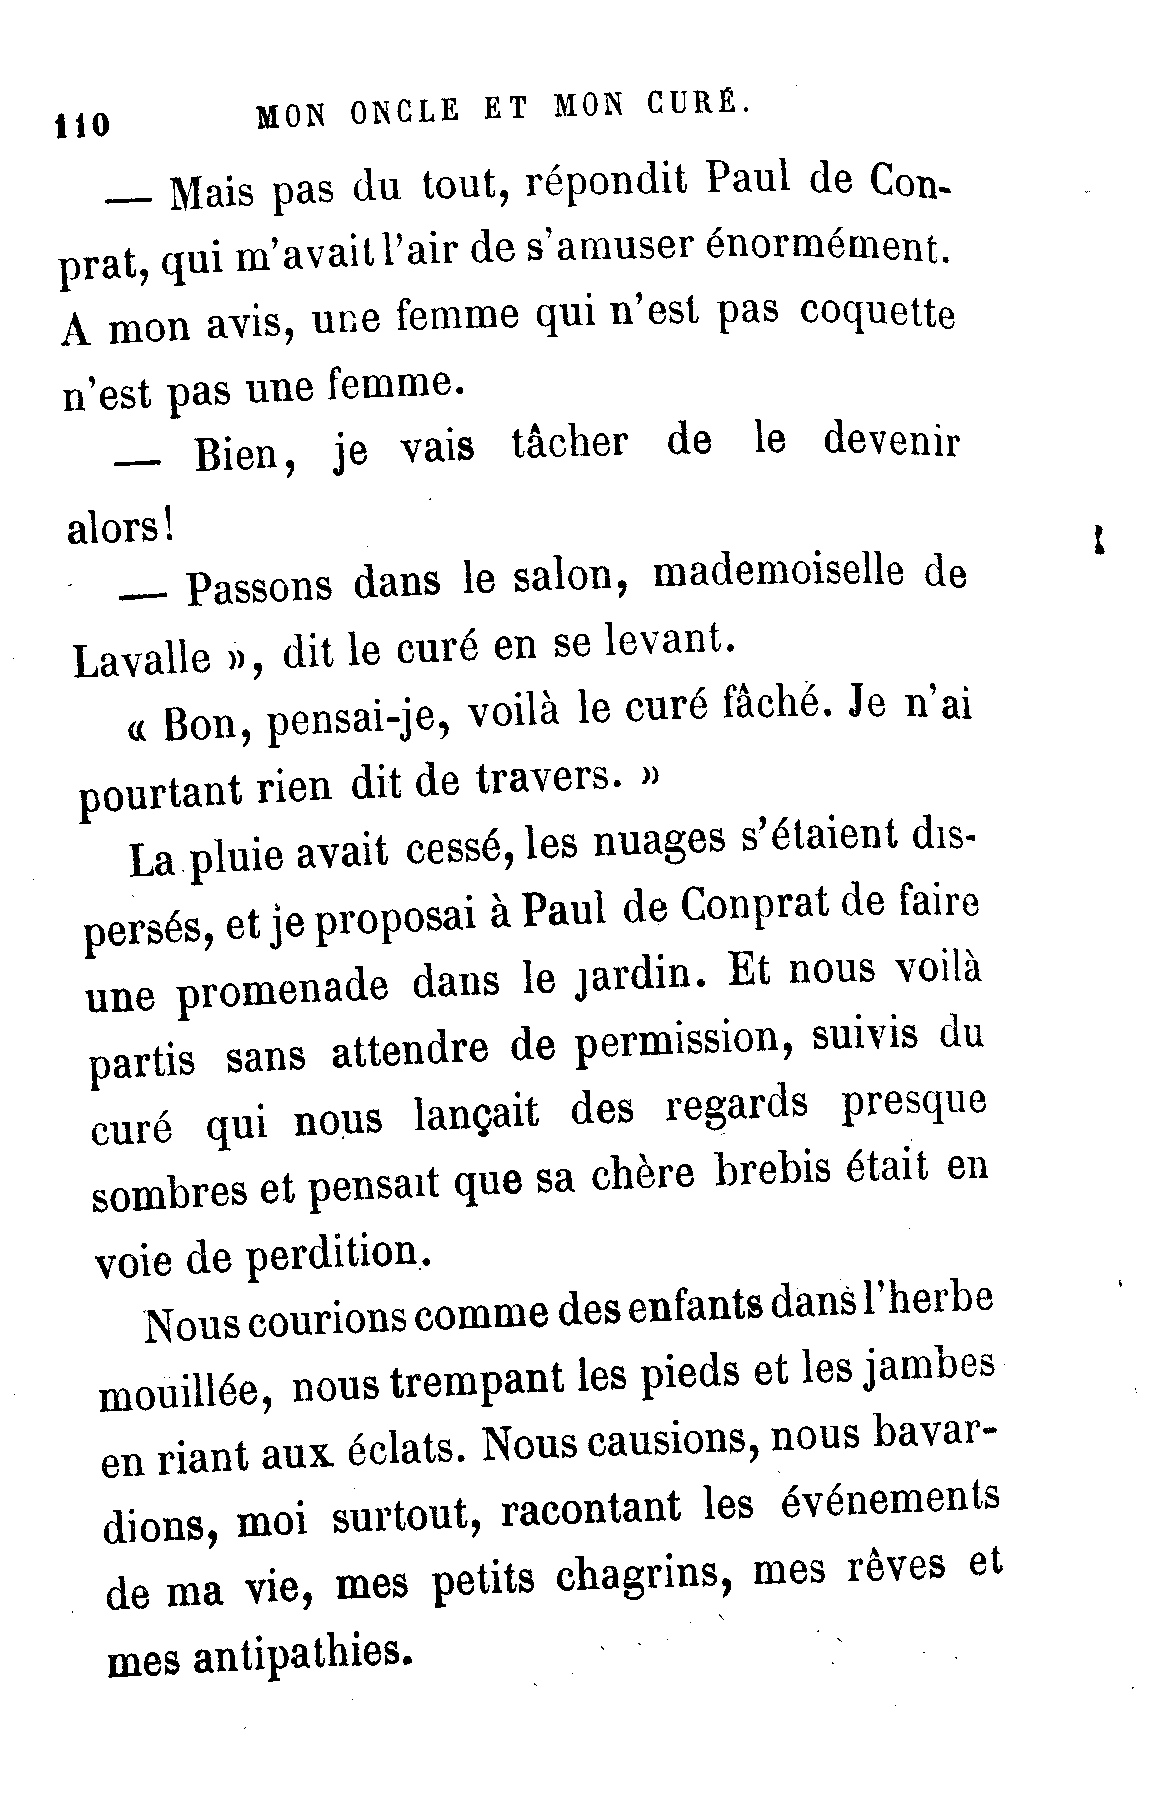 110 MON ONCLE ET MON CURÉ.
— Mais pas du tout, répondit Paul de Con-
prat, qui m'avait l'air de s'amuser énormément.
A mon avis, une femme qui n'est pas coquette
n'est pas une femme.
— Bien, je vais tâcher de le devenir
alors!
— Passons dans le salon, mademoiselle de
Lavalle », dit le curé en se levant.
« Bon, pensai-je, voilà le curé fâché. Je n'ai
pourtant rien dit de travers. »
La pluie avait cessé, les nuages s'étaient dis-
persés, et je proposai à Paul de Conprat de faire
une promenade dans le jardin. Et nous voilà
partis sans attendre de permission, suivis du
curé qui nous lançait des regards presque
sombres et pensait que sa chère brebis était en
voie de perdition.
Nous courions comme des enfants dans l'herbe
mouillée, nous trempant les pieds et les jambes
en riant aux éclats. Nous causions, nous bavar-
dions, moi surtout, racontant les événements
de ma vie, mes petits chagrins, mes rêves et
mes antipathies.